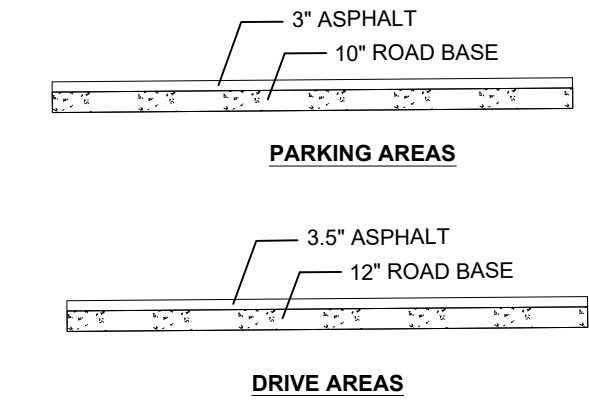 3" ASPHALT
10" ROAD BASE
PARKING AREAS
3.5" ASPHALT
12" ROAD BASE
DRIVE AREAS